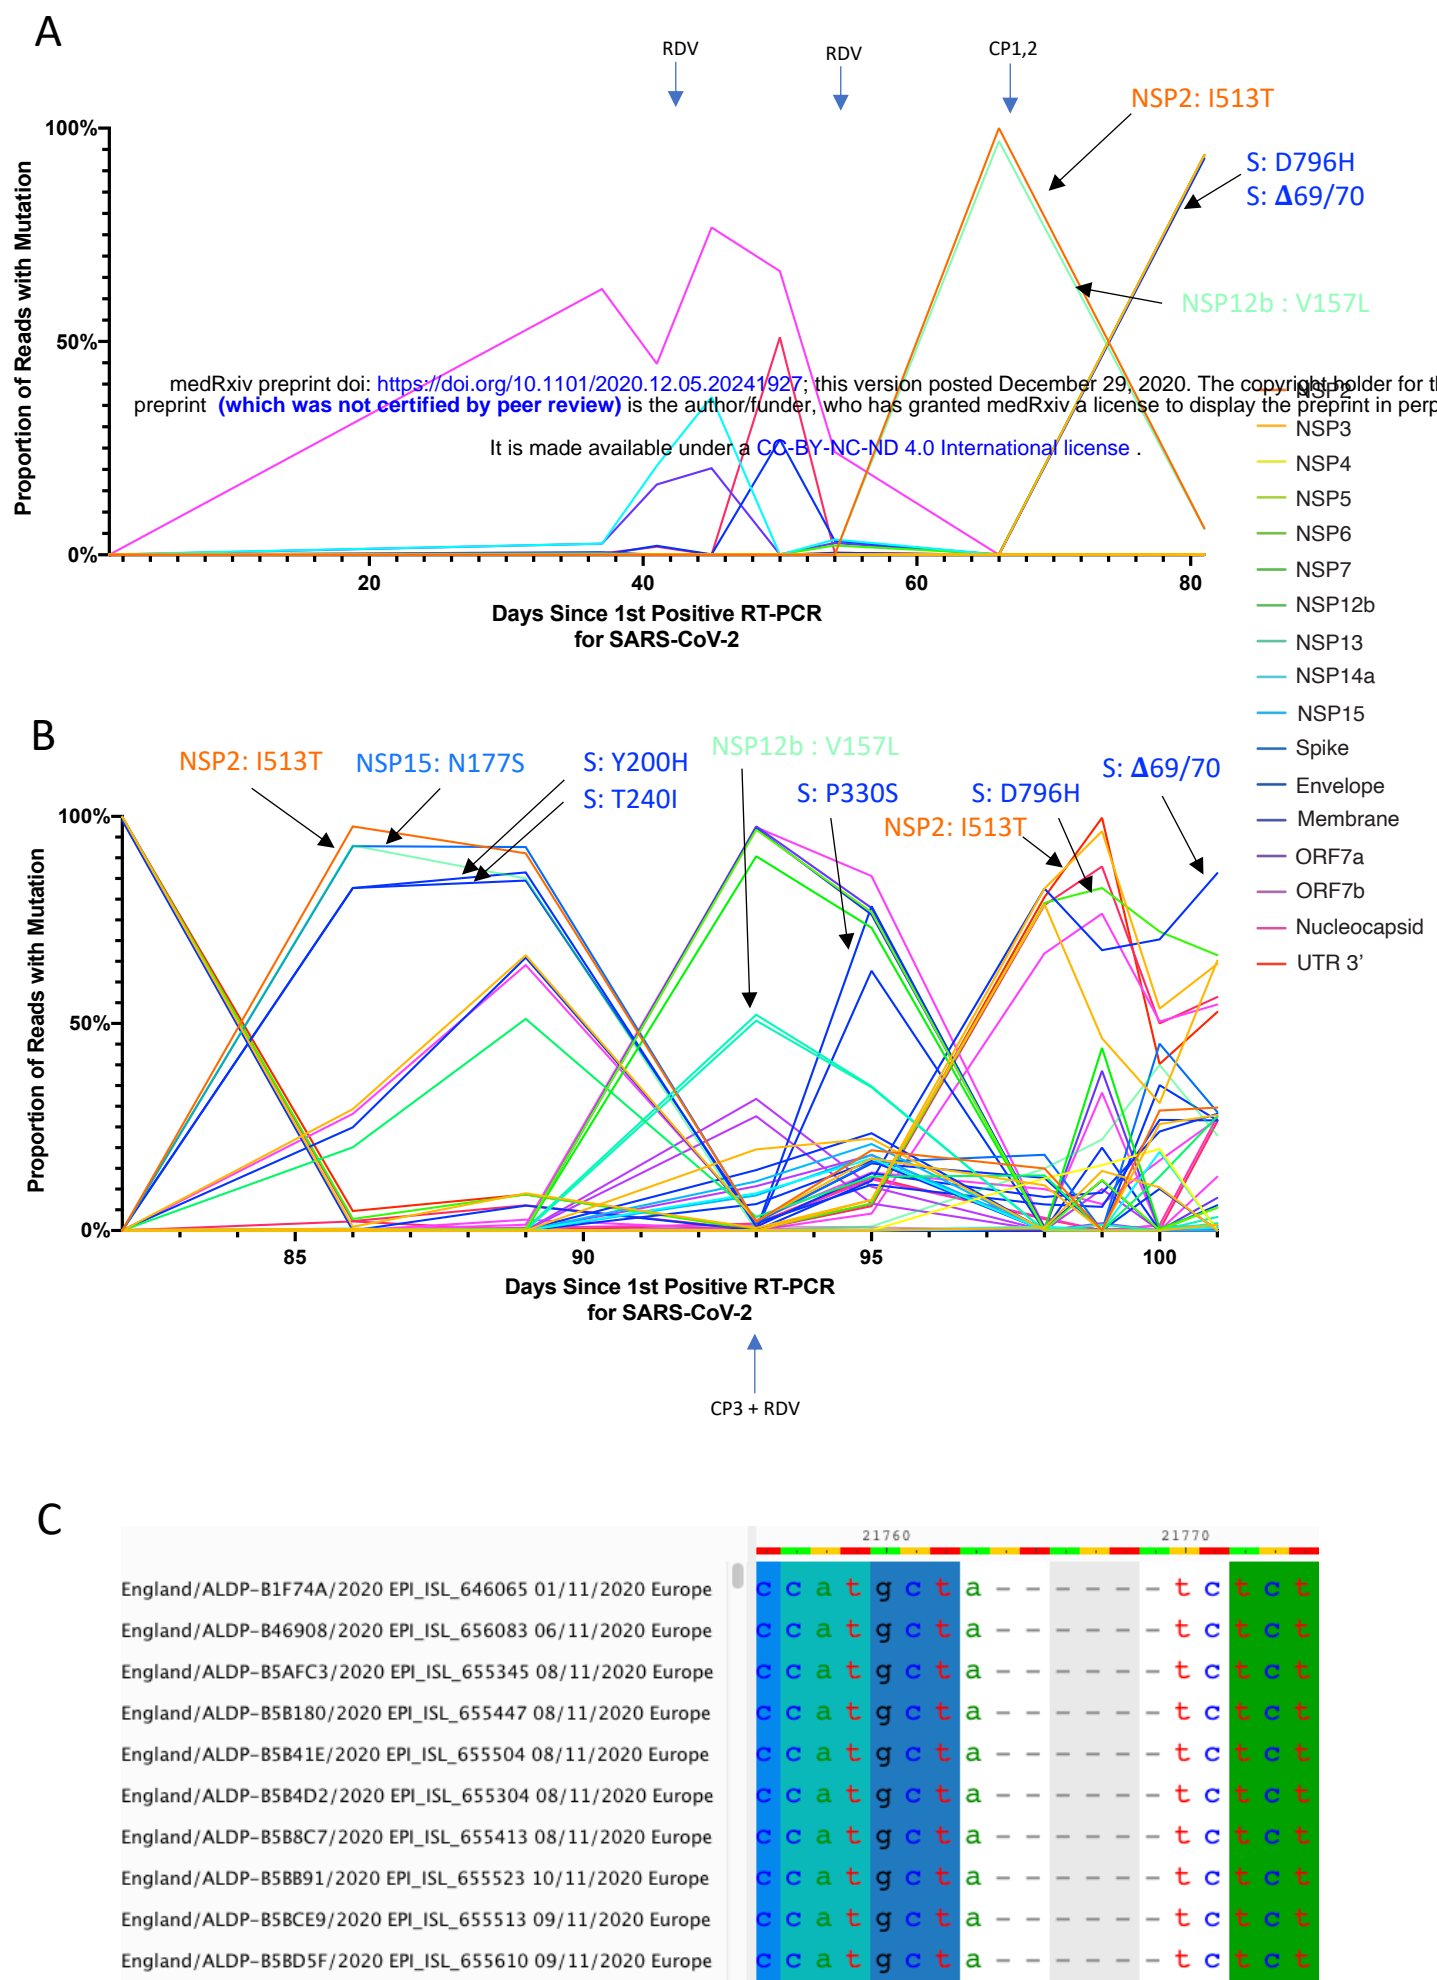 A
RDV
RDV
CP1,2
NSP2: I513T
S: D796H
S: Δ69/70
NSP12b : V157L
100%
50%
0%
Proportion of Reads with Mutation
20
40
60
80
Days Since 1st Positive RT-PCR
for SARS-CoV-2
medRxiv preprint doi: https://doi.org/10.1101/2020.12.05.20241927; this version posted December 29, 2020. The copyright holder for th
preprint (which was not certified by peer review) is the author/funder, who has granted medRxiv a license to display the preprint in perp
It is made available under a CC-BY-NC-ND 4.0 International license .
NSP2
NSP3
NSP4
NSP5
NSP6
NSP7
NSP12b
NSP13
NSP14a
NSP15
Spike
Envelope
Membrane
ORF7a
ORF7b
Nucleocapsid
UTR 3’
B
NSP2: I513T
NSP15: N177S
S: Y200H
S: T240I
NSP12b : V157L
S: P330S
S: D796H
NSP2: I513T
S: Δ69/70
100%
50%
0%
Proportion of Reads with Mutation
85
90
95
100
Days Since 1st Positive RT-PCR
for SARS-CoV-2
CP3 + RDV
C
21760 21770
England/ALDP-B1F74A/2020 EPI_ISL_646065 01/11/2020 Europe c c a t g c t a - - - - - - t c t c t
England/ALDP-B46908/2020 EPI_ISL_656083 06/11/2020 Europe c c a t g c t a - - - - - - t c t c t
England/ALDP-B5AFC3/2020 EPI_ISL_655345 08/11/2020 Europe c c a t g c t a - - - - - - t c t c t
England/ALDP-B5B180/2020 EPI_ISL_655447 08/11/2020 Europe c c a t g c t a - - - - - - t c t c t
England/ALDP-B5B41E/2020 EPI_ISL_655504 08/11/2020 Europe c c a t g c t a - - - - - - t c t c t
England/ALDP-B5B4D2/2020 EPI_ISL_655304 08/11/2020 Europe c c a t g c t a - - - - - - t c t c t
England/ALDP-B5B8C7/2020 EPI_ISL_655413 08/11/2020 Europe c c a t g c t a - - - - - - t c t c t
England/ALDP-B5BB91/2020 EPI_ISL_655523 10/11/2020 Europe c c a t g c t a - - - - - - t c t c t
England/ALDP-B5BCE9/2020 EPI_ISL_655513 09/11/2020 Europe c c a t g c t a - - - - - - t c t c t
England/ALDP-B5BD5F/2020 EPI_ISL_655610 09/11/2020 Europe c c a t g c t a - - - - - - t c t c t